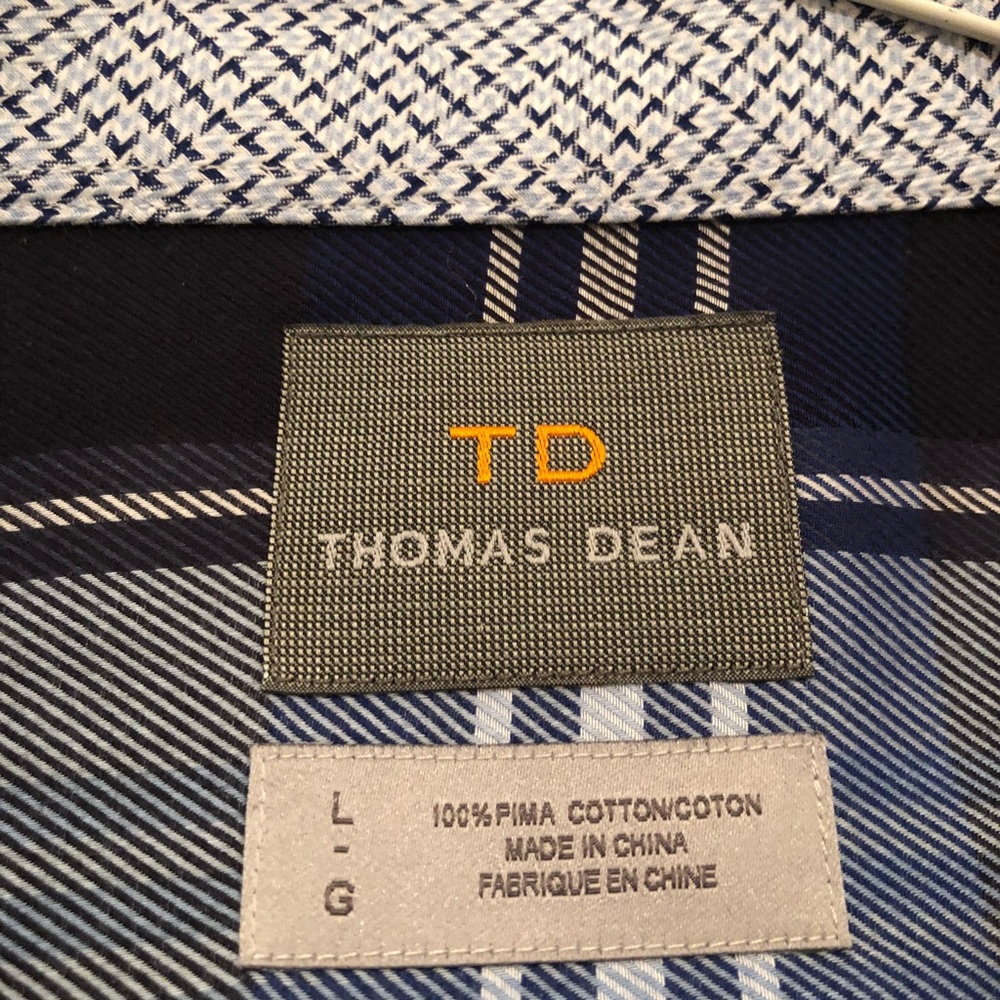 TD
THOMAS DEAN
L
-
G
100% PIMA COTTON/COTON
MADE IN CHINA
FABRIQUE EN CHINE